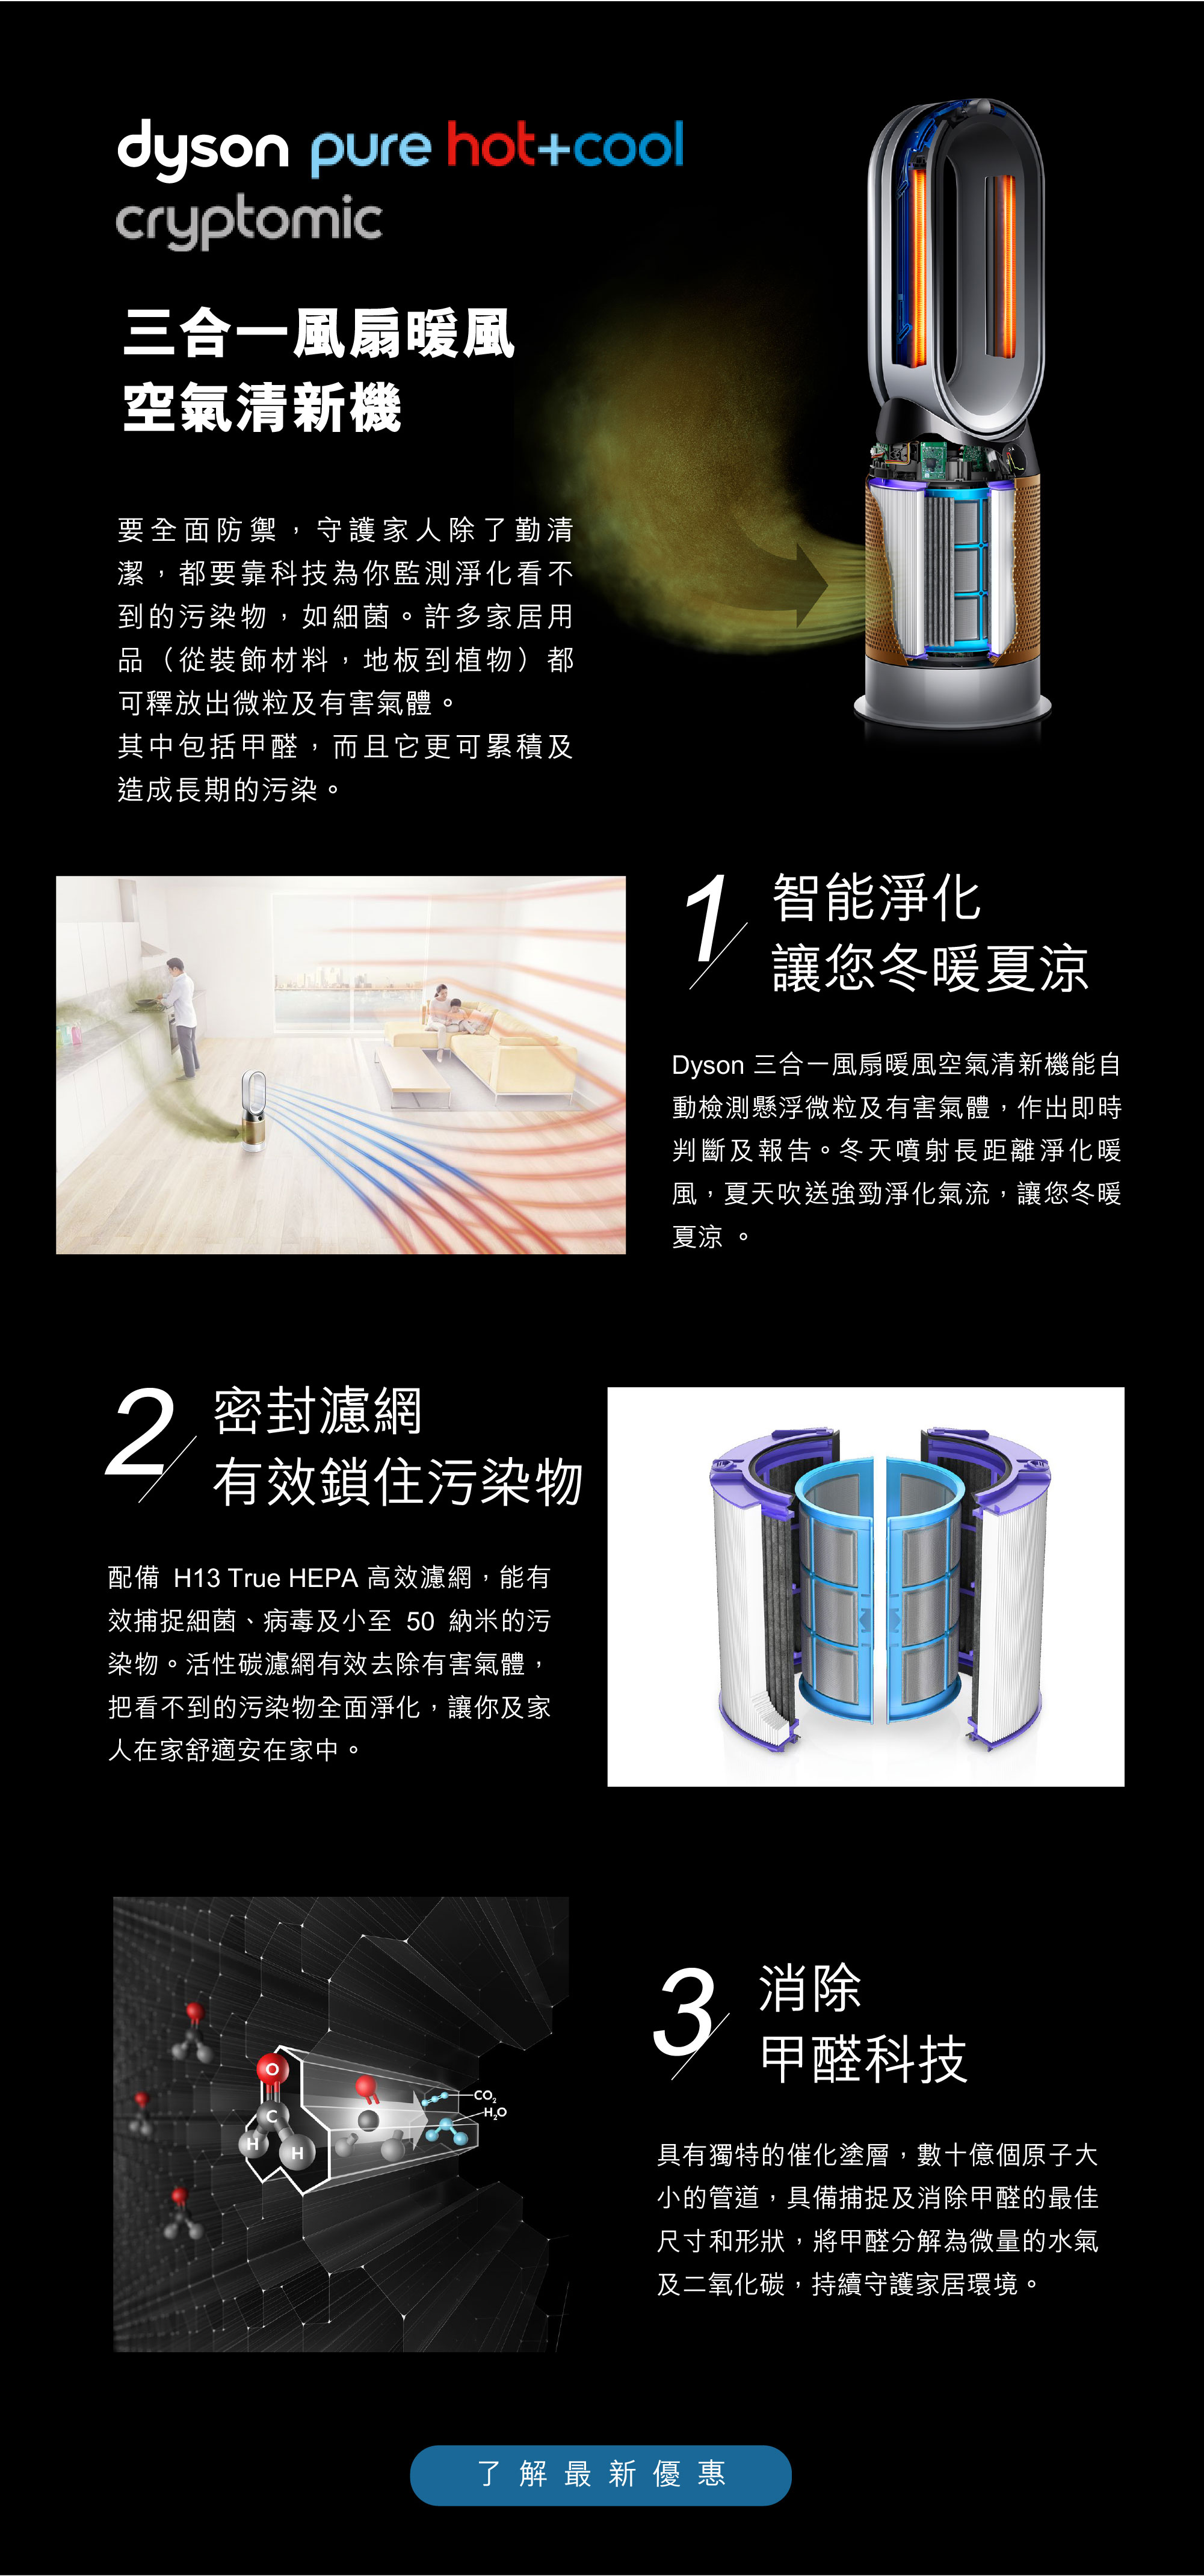 dyson pure hot+cool
cryptomic
三合一風扇暖風
空氣清新機
要全面防禦，守護家人除了勤清
潔，都要靠科技為你監測淨化看不
到的污染物，如細菌。許多家居用
品（從裝飾材料，地板到植物）都
可釋放出微粒及有害氣體。
其中包括甲醛，而且它更可累積及
造成長期的污染。
1 智能淨化
讓您冬暖夏涼
Dyson 三合一風扇暖風空氣清新機能自
動檢測懸浮微粒及有害氣體，作出即時
判斷及報告。冬天噴射長距離淨化暖
風，夏天吹送強勁淨化氣流，讓您冬暖
夏涼 。
2 密封濾網
有效鎖住污染物
配備 H13 True HEPA 高效濾網，能有
效捕捉細菌、病毒及小至 50 納米的污
染物。活性碳濾網有效去除有害氣體，
把看不到的污染物全面淨化，讓你及家
人在家舒適安在家中。
3 消除
甲醛科技
O
C
H
H
CO₂
H₂O
具有獨特的催化塗層，數十億個原子大
小的管道，具備捕捉及消除甲醛的最佳
尺寸和形狀，將甲醛分解為微量的水氣
及二氧化碳，持續守護家居環境。
了解最新優惠